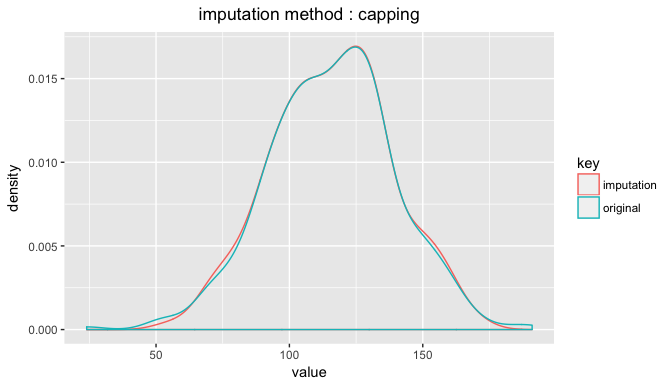 imputation method : capping
0.015
0.010
0.005
0.000
density
50
100
150
value
key
imputation
original